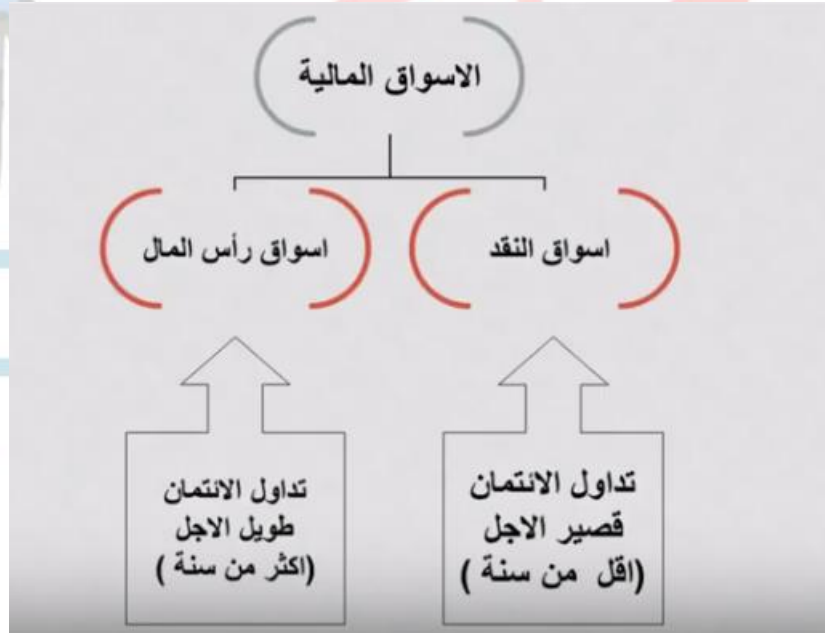 الاسواق المالية
اسواق النقد
اسواق رأس المال
تداول الائتمان
قصير الاجل
(اقل من سنة )
تداول الائتمان
طويل الاجل
(اكثر من سنة )